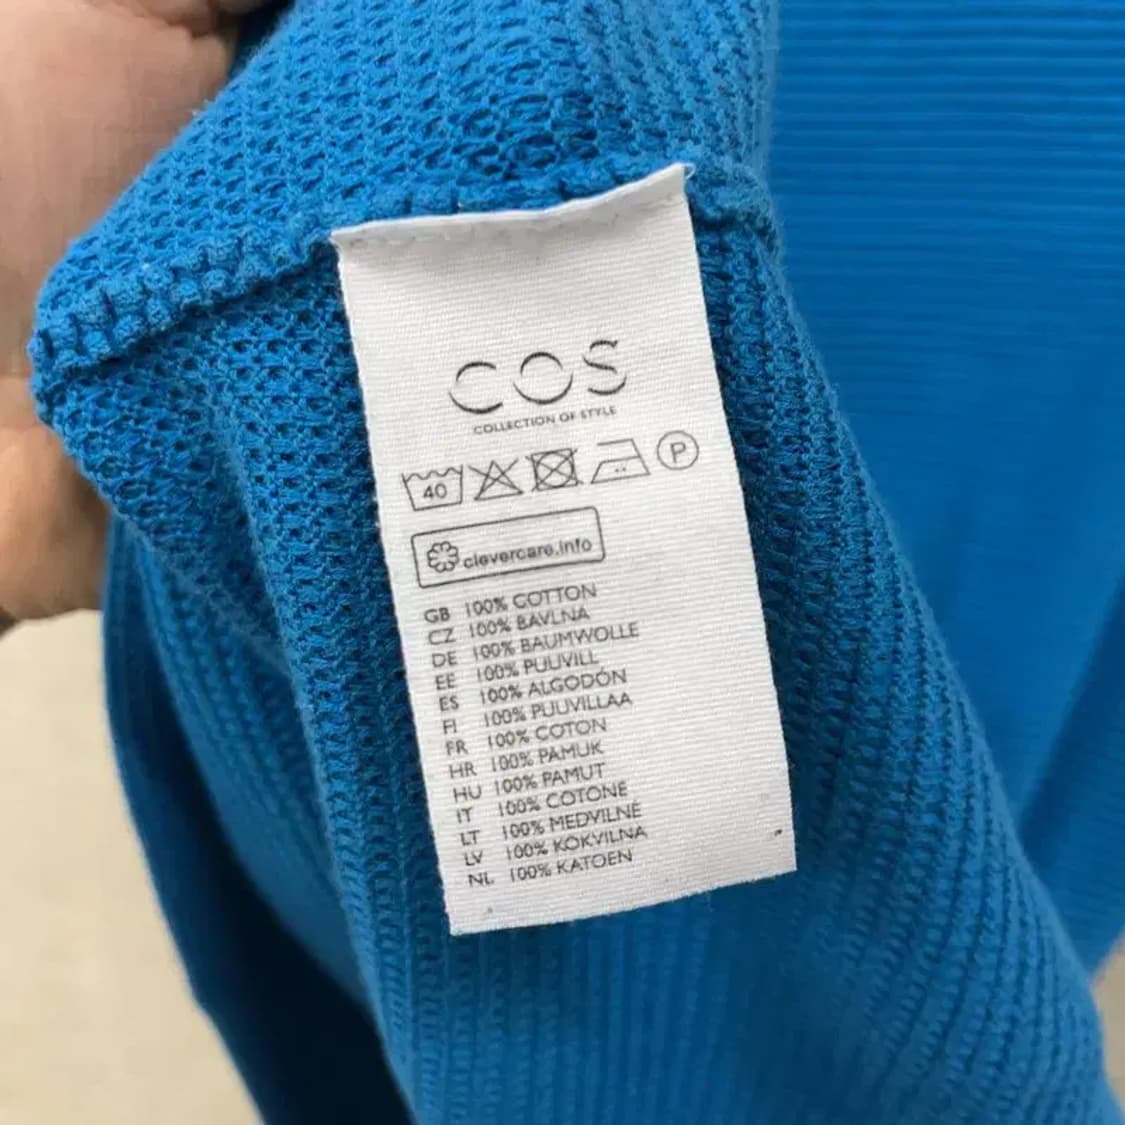 COS
COLLECTION OF STYLE
40 P
clevercare.info
GB 100% COTTON
CZ 100% BAVLNA
DE 100% BAUMWOLLE
EE 100% PUUVILL
ES 100% ALGODÓN
FI 100% PUUVILLAA
FR 100% COTON
HR 100% PAMUK
HU 100% PAMUT
IT 100% COTONE
LT 100% MEDVILNĖ
LV 100% KOKVILNA
NL 100% KATOEN